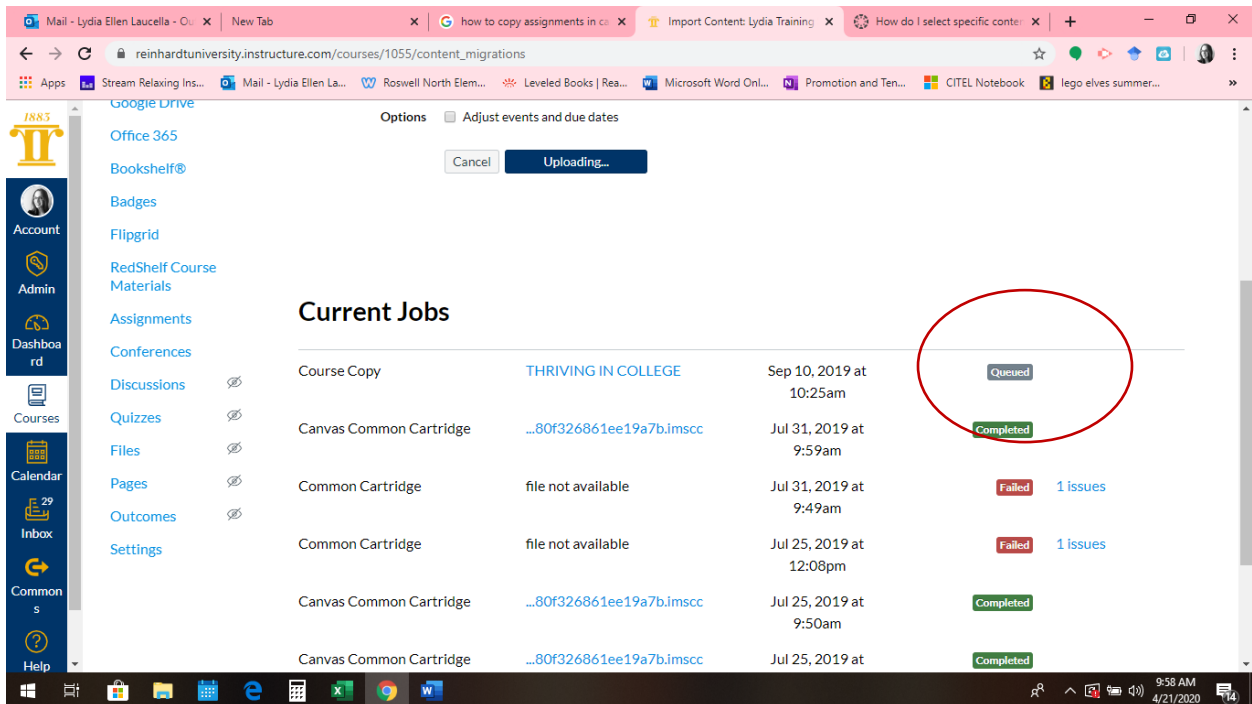 Mail - Lydia Ellen Laucella - Ou
New Tab
how to copy assignments in ca
Import Content: Lydia Training
How do I select specific conten
reinhardtuniversity.instructure.com/courses/1055/content_migrations
Apps
Stream Relaxing Ins...
Mail - Lydia Ellen La...
Roswell North Elem...
Leveled Books | Rea...
Microsoft Word Onl...
Promotion and Ten...
CITEL Notebook
lego elves summer...
»
1883
Account
Admin
Dashboa
rd
Courses
Calendar
29
Inbox
Common
s
Help
Google Drive
Office 365
Bookshelf®
Badges
Flipgrid
RedShelf Course
Materials
Assignments
Conferences
Discussions
Quizzes
Files
Pages
Outcomes
Settings
Options Adjust events and due dates
Cancel Uploading...
Current Jobs
Course Copy THRIVING IN COLLEGE Sep 10, 2019 at Queued
10:25am
Canvas Common Cartridge ...80f326861ee19a7b.imscc Jul 31, 2019 at Completed
9:59am
Common Cartridge file not available Jul 31, 2019 at Failed 1 issues
9:49am
Common Cartridge file not available Jul 25, 2019 at Failed 1 issues
12:08pm
Canvas Common Cartridge ...80f326861ee19a7b.imscc Jul 25, 2019 at Completed
9:50am
Canvas Common Cartridge ...80f326861ee19a7b.imscc Jul 25, 2019 at Completed
9:58 AM
4/21/2020
14